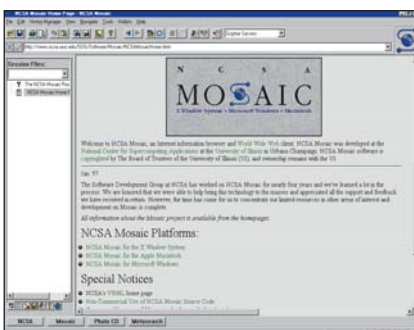 NCSA Mosaic Home Page - NCSA Mosaic
File Edit Hotlist Manager View Navigate Tools Visible Help
http://www.ncsa.uiuc.edu/SDG/Software/Mosaic/NCSAMosaicHome.html
Session Files:
NCSA
MOSAIC
X Window System • Microsoft Windows • Macintosh
Welcome to NCSA Mosaic, an Internet information browser and World Wide Web client. NCSA Mosaic was developed at the
National Center for Supercomputing Applications at the University of Illinois in Urbana-Champaign. NCSA Mosaic software is
copyrighted by The Board of Trustees of the University of Illinois (UI), and ownership remains with the UI.
Jan '97
The Software Development Group at NCSA has worked on NCSA Mosaic for nearly four years and we've learned a lot in the
process. We are honored that we were able to help bring this technology to the masses and appreciated all the support and feedback
we have received in return. However, the time has come for us to concentrate our limited resources in other areas of interest and
development on Mosaic is complete.
All information about the Mosaic project is available from the homepages
NCSA Mosaic Platforms:
NCSA Mosaic for the X Window System
NCSA Mosaic for the Apple Macintosh
NCSA Mosaic for Microsoft Windows
Special Notices
NCSA's VRML home page
Non-Commercial Use of NCSA Mosaic Source Code
NCSA Mosaic Photo CD Metasearch